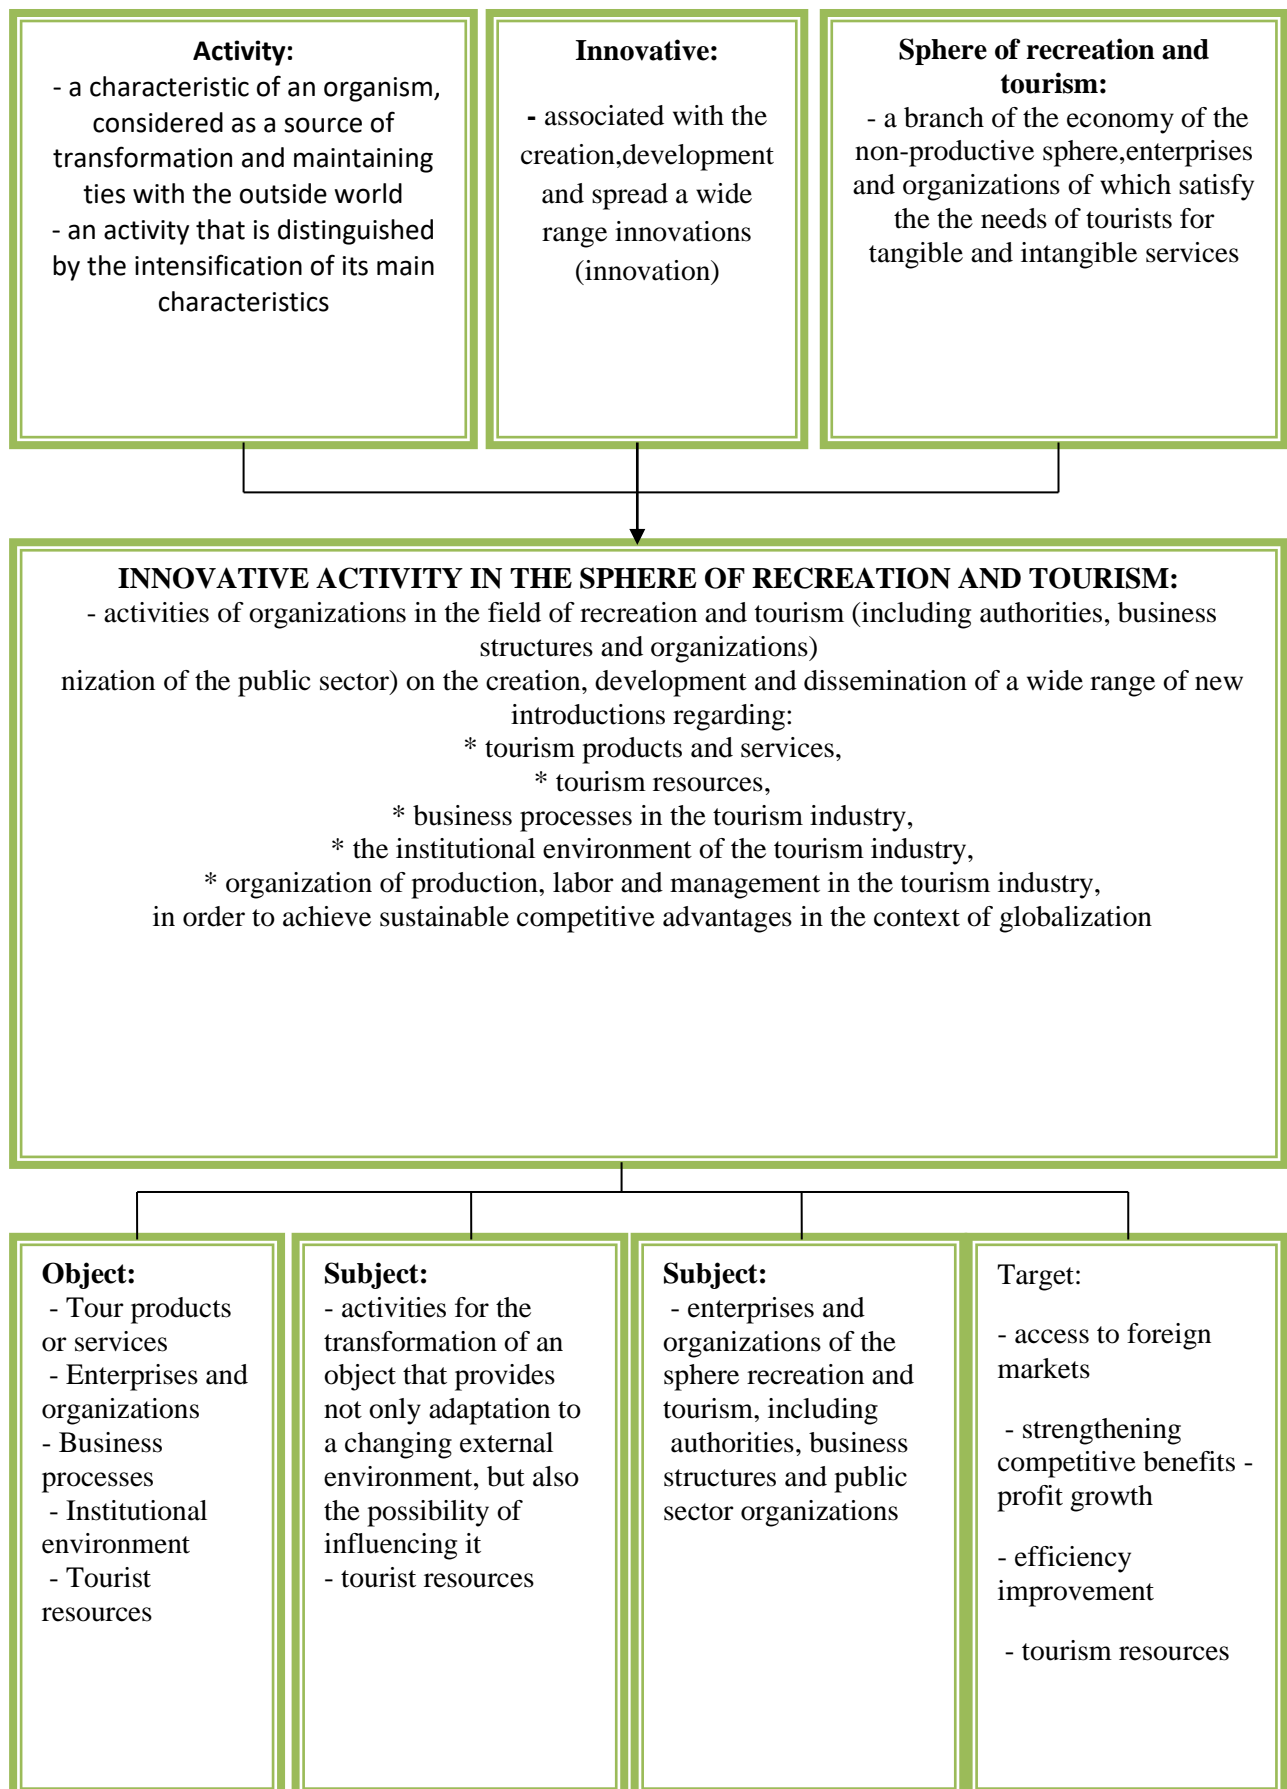 Activity:
- a characteristic of an organism,
considered as a source of
transformation and maintaining
ties with the outside world
- an activity that is distinguished
by the intensification of its main
characteristics
Innovative:
- associated with the
creation,development
and spread a wide
range innovations
(innovation)
Sphere of recreation and
tourism:
- a branch of the economy of the
non-productive sphere,enterprises
and organizations of which satisfy
the the needs of tourists for
tangible and intangible services
INNOVATIVE ACTIVITY IN THE SPHERE OF RECREATION AND TOURISM:
- activities of organizations in the field of recreation and tourism (including authorities, business
structures and organizations)
nization of the public sector) on the creation, development and dissemination of a wide range of new
introductions regarding:
* tourism products and services,
* tourism resources,
* business processes in the tourism industry,
* the institutional environment of the tourism industry,
* organization of production, labor and management in the tourism industry,
in order to achieve sustainable competitive advantages in the context of globalization
Object:
- Tour products
or services
- Enterprises and
organizations
- Business
processes
- Institutional
environment
- Tourist
resources
Subject:
- activities for the
transformation of an
object that provides
not only adaptation to
a changing external
environment, but also
the possibility of
influencing it
- tourist resources
Subject:
- enterprises and
organizations of the
sphere recreation and
tourism, including
authorities, business
structures and public
sector organizations
Target:
- access to foreign
markets
- strengthening
competitive benefits -
profit growth
- efficiency
improvement
- tourism resources